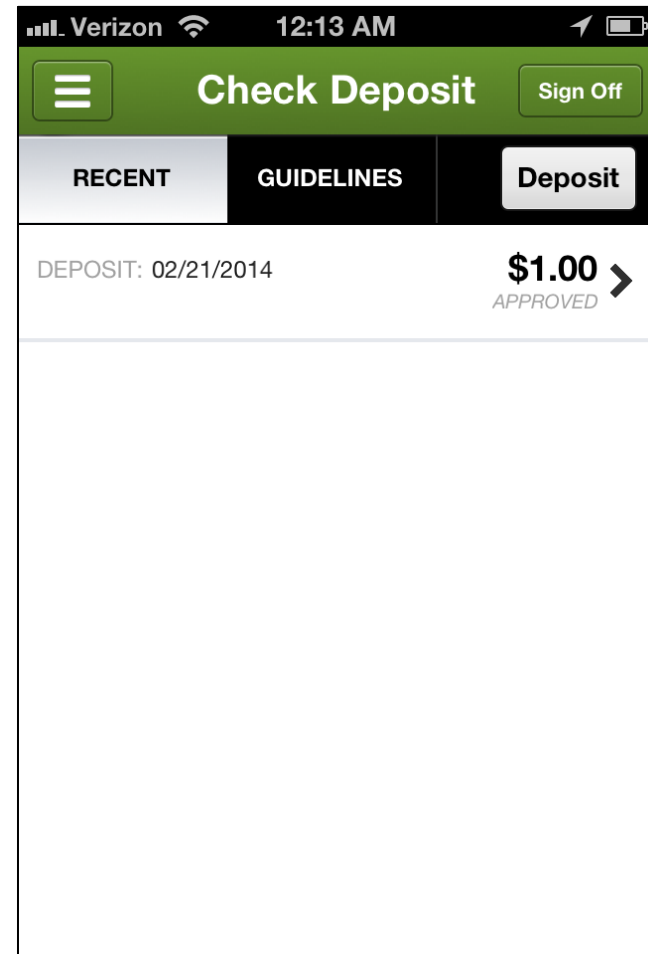 Verizon 12:13 AM
Check Deposit Sign Off
RECENT GUIDELINES Deposit
DEPOSIT: 02/21/2014 $1.00
APPROVED